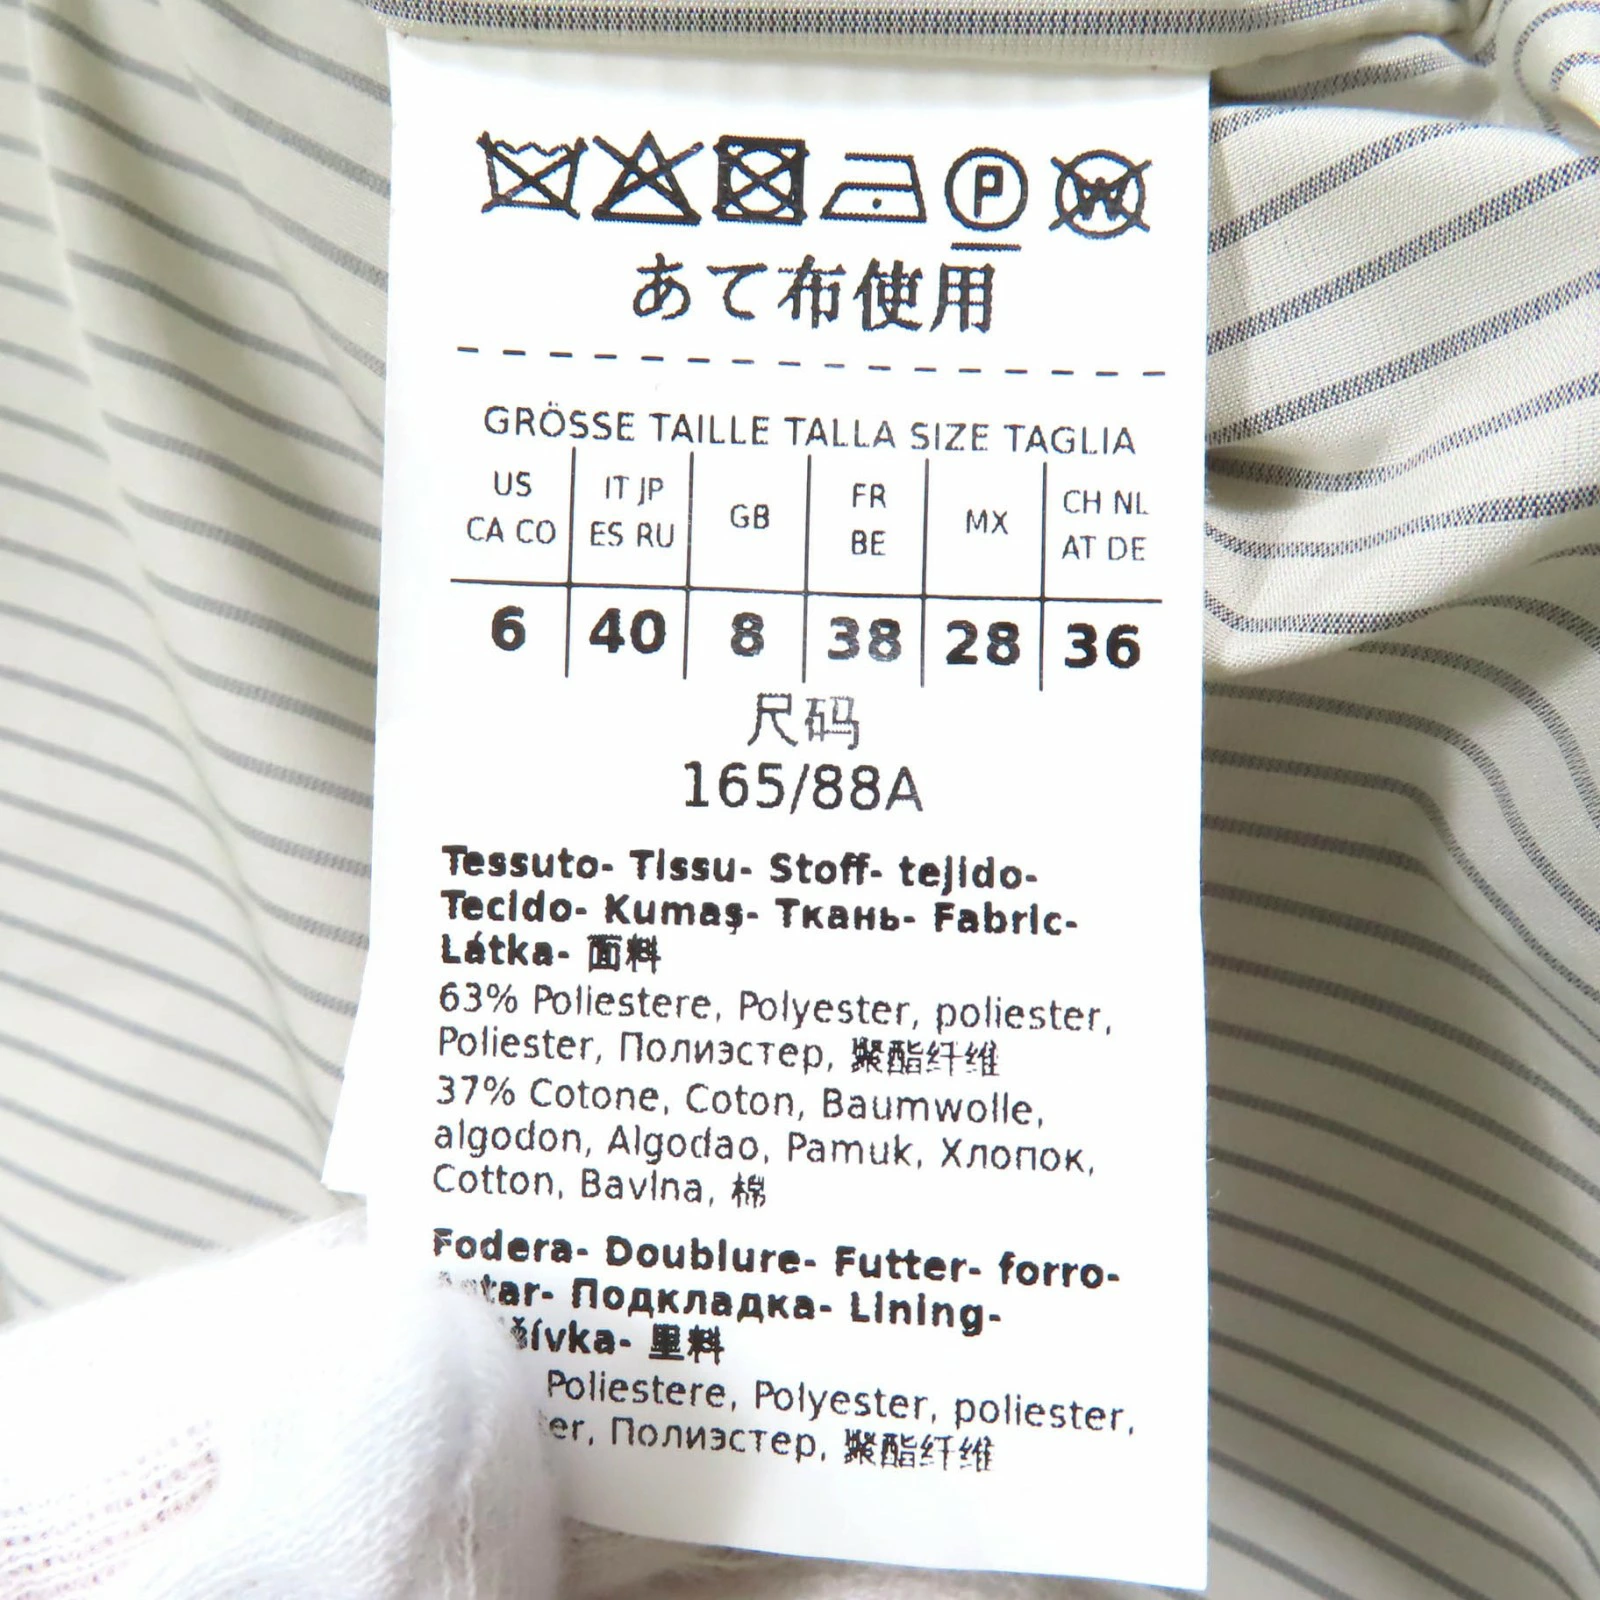 P W
あて布使用
GRÖSSE TAILLE TALLA SIZE TAGLIA
US CA CO
IT JP ES RU
GB
FR BE
MX
CH NL AT DE
6 40 8 38 28 36
尺码
165/88A
Tessuto- Tissu- Stoff- tejido-
Tecido- Kumaş- Ткань- Fabric-
Látka- 面料
63% Poliestere, Polyester, poliester,
Poliester, Полиэстер, 聚酯纤维
37% Cotone, Coton, Baumwolle,
algodon, Algodao, Pamuk, Хлопок,
Cotton, Bavlna, 棉
Fodera- Doublure- Futter- forro-
Подкладка- Lining-
里料
Poliestere, Polyester, poliester,
Полиэстер, 聚酯纤维